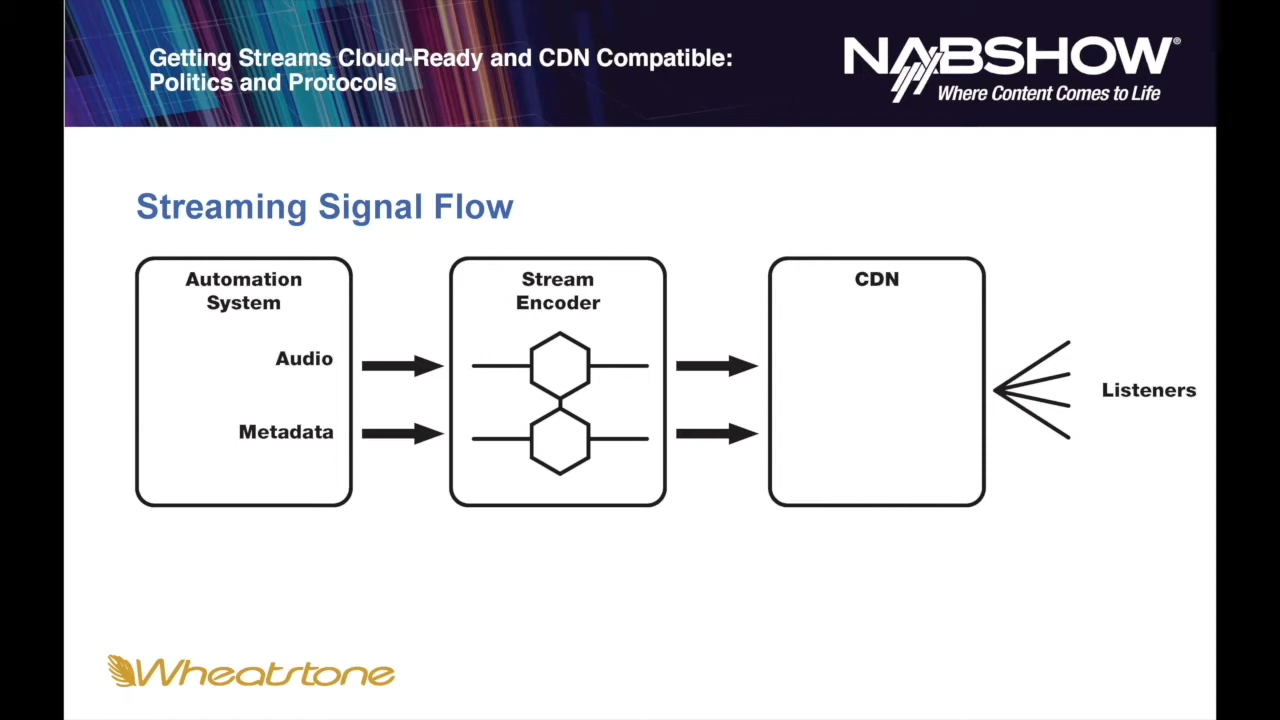 Getting Streams Cloud-Ready and CDN Compatible:
Politics and Protocols
NABSHOW®
Where Content Comes to Life
Streaming Signal Flow
Automation
System
Audio
Metadata
Stream
Encoder
CDN
Listeners
Wheatstone